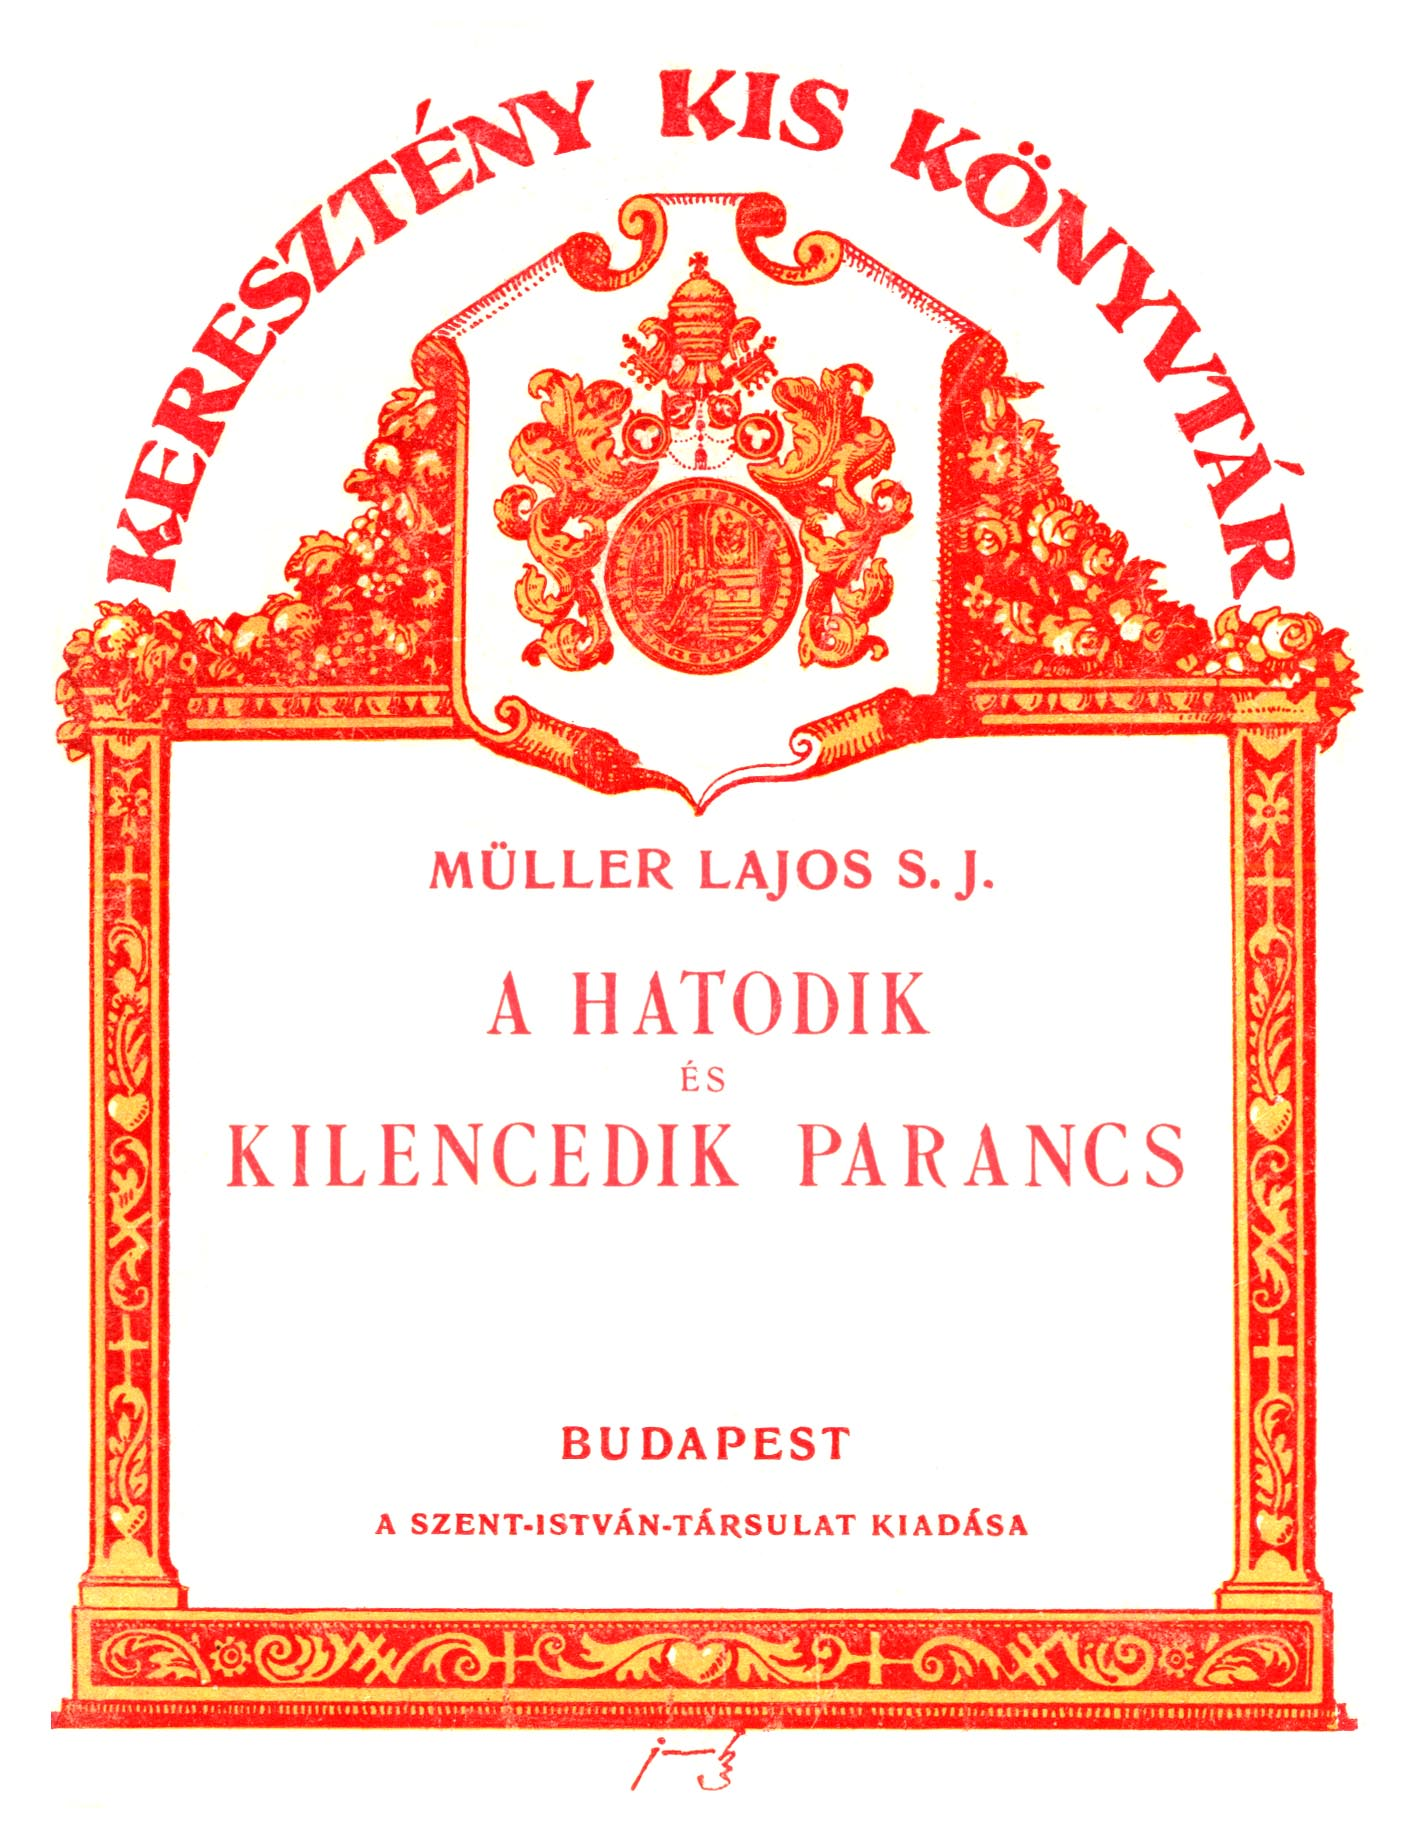 KERESZTÉNY KIS KÖNYVTÁR
MÜLLER LAJOS S. J.
A HATODIK
ÉS
KILENCEDIK PARANCS
BUDAPEST
A SZENT-ISTVÁN-TÁRSULAT KIADÁSA